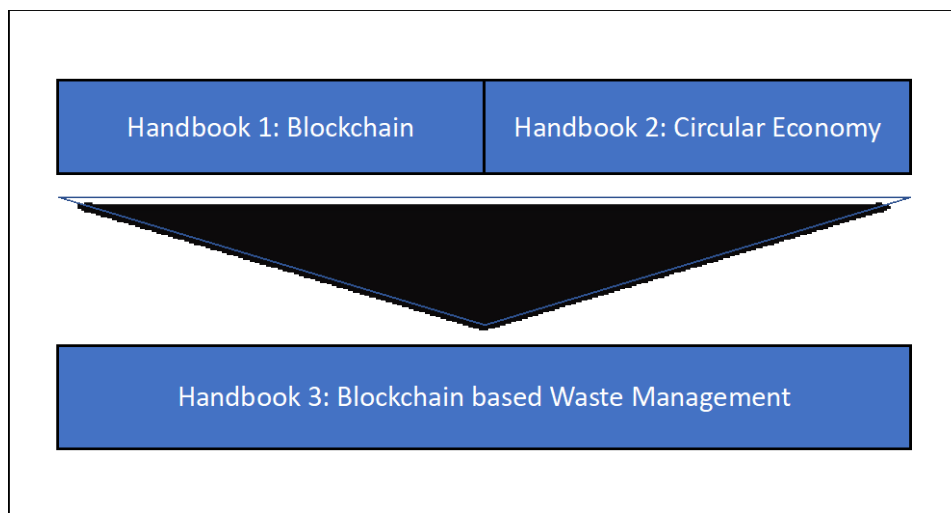 Handbook 1: Blockchain
Handbook 2: Circular Economy
Handbook 3: Blockchain based Waste Management